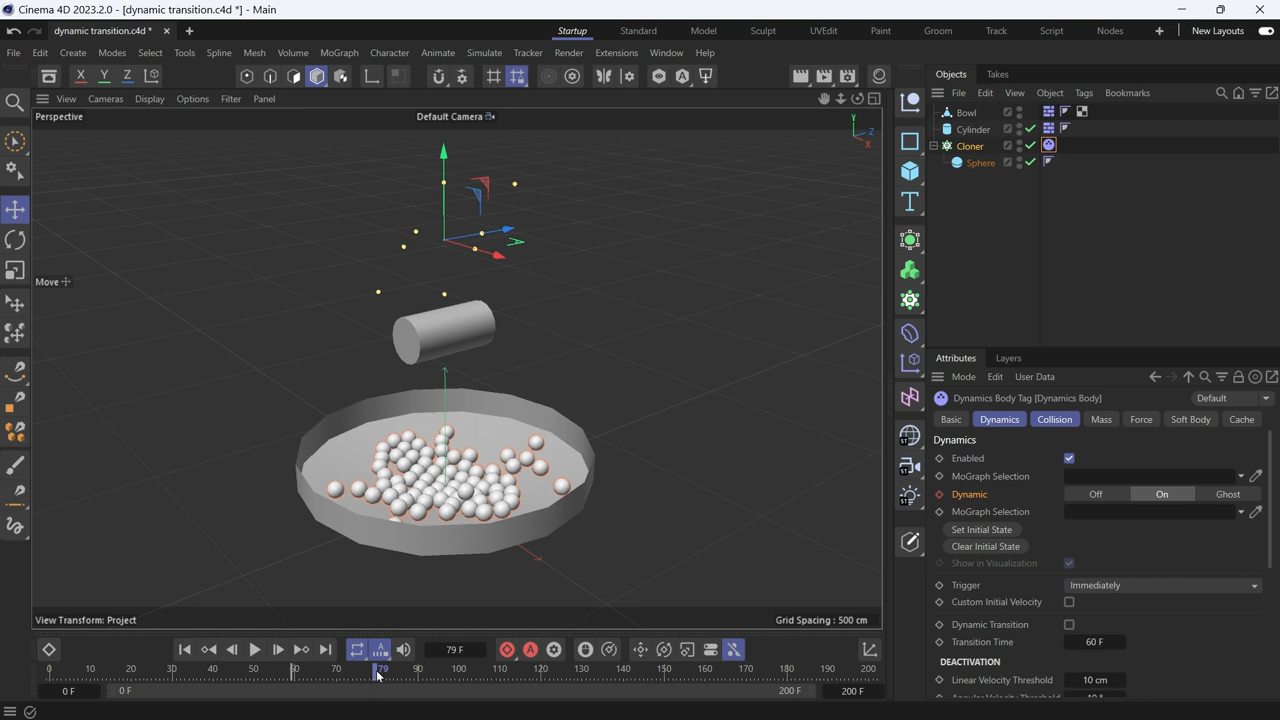 Cinema 4D 2023.2.0 - [dynamic transition.c4d *] - Main
dynamic transition.c4d * Startup Standard Model Sculpt UVEdit Paint Groom Track Script Nodes New Layouts
File Edit Create Modes Select Tools Spline Mesh Volume MoGraph Character Animate Simulate Tracker Render Extensions Window Help
X Y Z
View Cameras Display Options Filter Panel
Perspective
Default Camera
Y
Z
X
Move
View Transform: Project
Grid Spacing : 500 cm
79 F
0 10 20 30 40 50 60 70 79 90 100 110 120 130 140 150 160 170 180 190 200
0 F 0 F 200 F 200 F
Objects Takes
File Edit View Object Tags Bookmarks
Bowl
Cylinder
Cloner
Sphere
Attributes Layers
Mode Edit User Data
Dynamics Body Tag [Dynamics Body] Default
Basic Dynamics Collision Mass Force Soft Body Cache
Dynamics
Enabled
MoGraph Selection
Dynamic Off On Ghost
MoGraph Selection
Set Initial State
Clear Initial State
Show in Visualization
Trigger Immediately
Custom Initial Velocity
Dynamic Transition
Transition Time 60 F
DEACTIVATION
Linear Velocity Threshold 10 cm
Angular Velocity Threshold 10 °